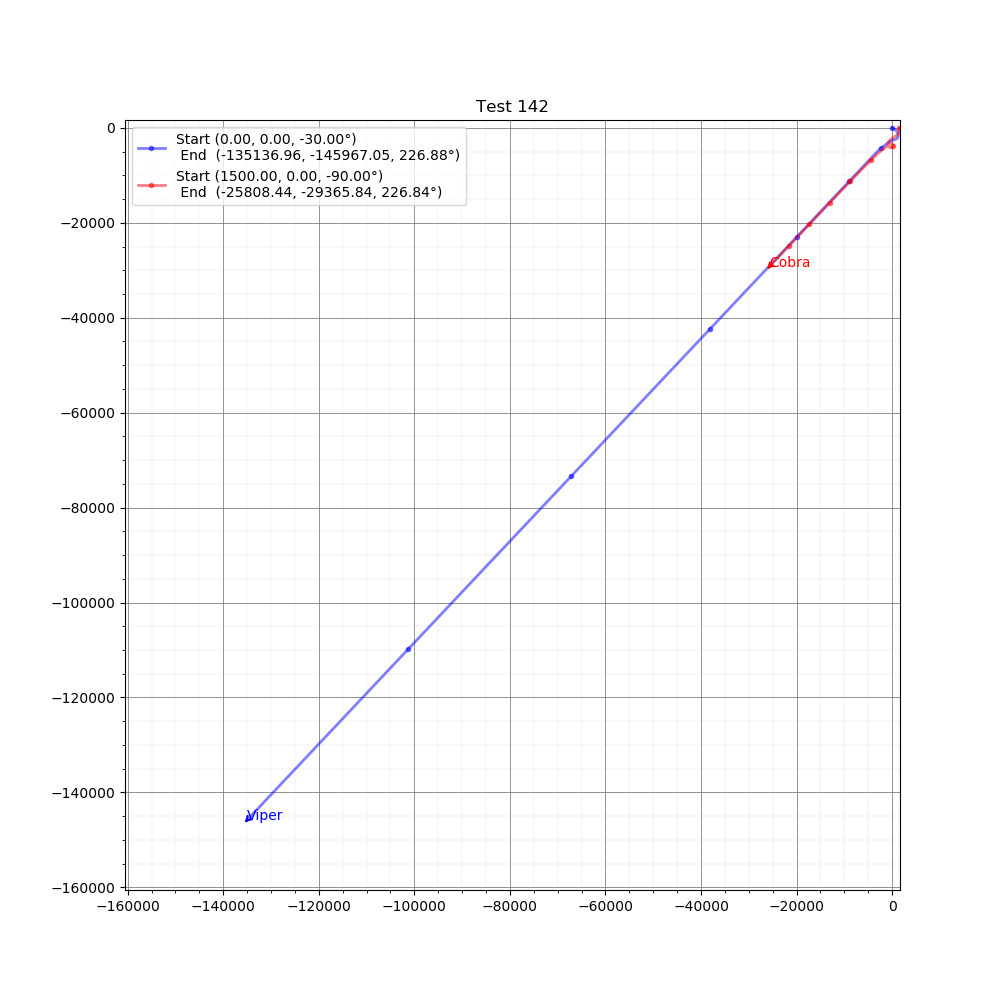 Test 142
Start (0.00, 0.00, -30.00°)
End (-135136.96, -145967.05, 226.88°)
Start (1500.00, 0.00, -90.00°)
End (-25808.44, -29365.84, 226.84°)
0
−20000
−40000
−60000
−80000
−100000
−120000
−140000
−160000
Cobra
Viper
−160000 −140000 −120000 −100000 −80000 −60000 −40000 −20000 0